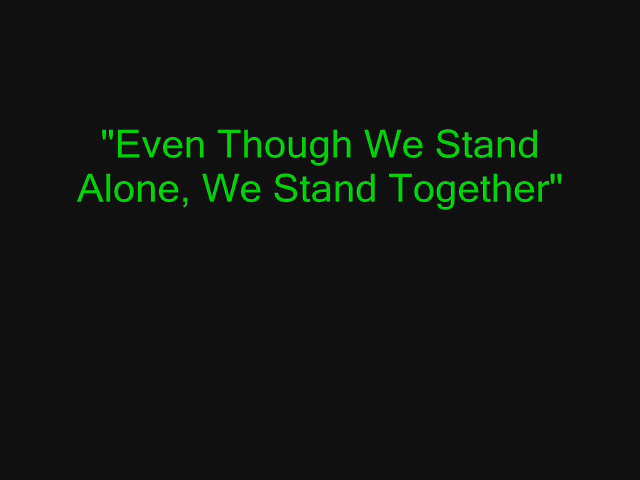 "Even Though We Stand
Alone, We Stand Together"